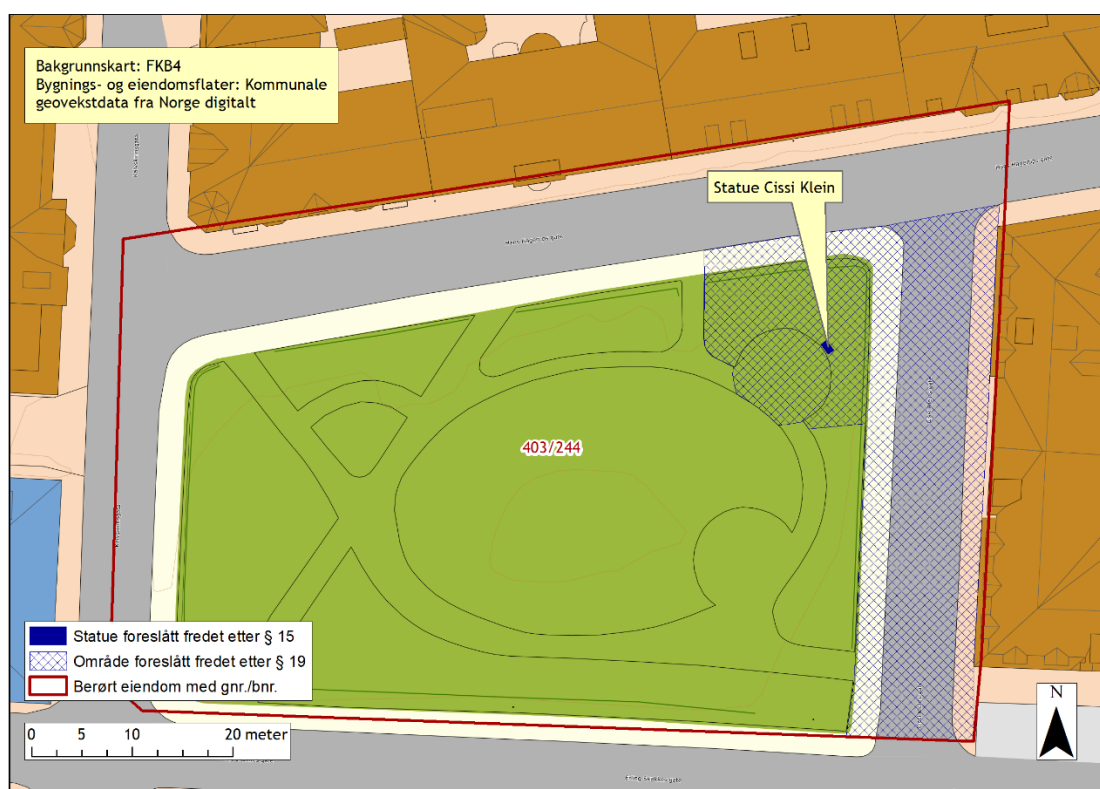 Bakgrunnskart: FKB4
Bygnings- og eiendomsflater: Kommunale
geovekstdata fra Norge digitalt
Statue Cissi Klein
403/244
Statue foreslått fredet etter § 15
Område foreslått fredet etter § 19
Berørt eiendom med gnr./bnr.
0 5 10 20 meter
N